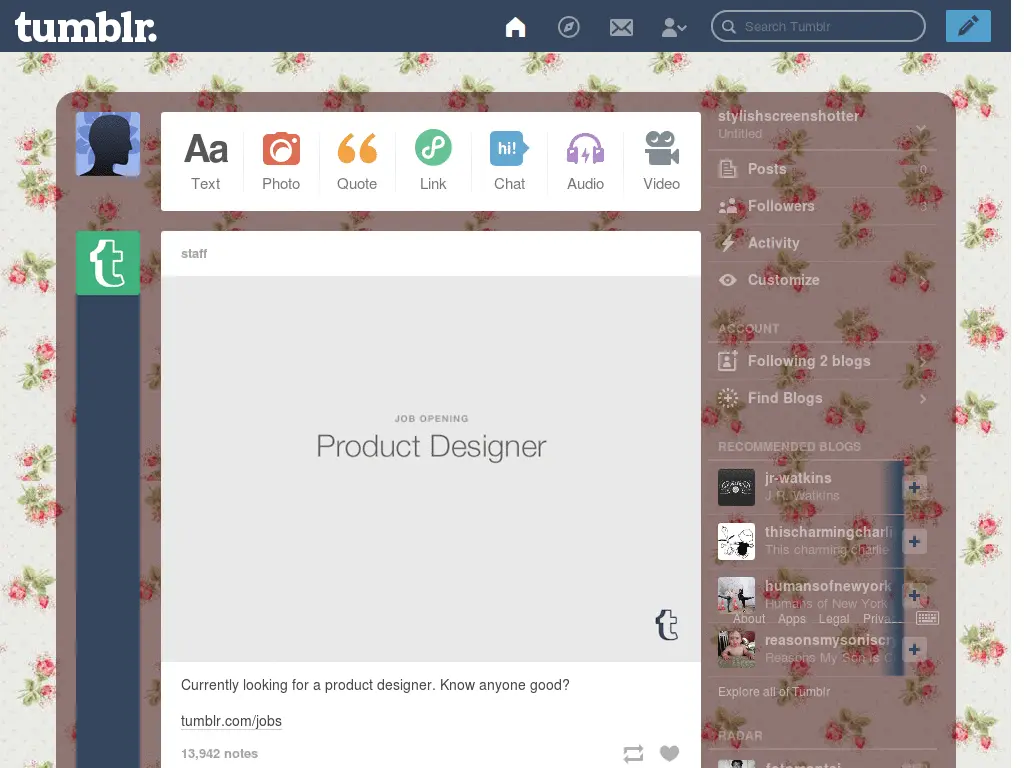 tumblr.
Search Tumblr
Aa
hi!
Text
Photo
Quote
Link
Chat
Audio
Video
stylishscreenshotter
Untitled
Posts 0
Followers 3
Activity
Customize
ACCOUNT
Following 2 blogs
Find Blogs
RECOMMENDED BLOGS
jr-watkins
J.R. Watkins
thischarmingcharli
This charming charlie
humansofnewyork
Humans of New York
About Apps Legal Priva...
reasonsmysoniscr
Reasons My Son Is C
Explore all of Tumblr
RADAR
staff
JOB OPENING
Product Designer
t
Currently looking for a product designer. Know anyone good?
tumblr.com/jobs
13,942 notes